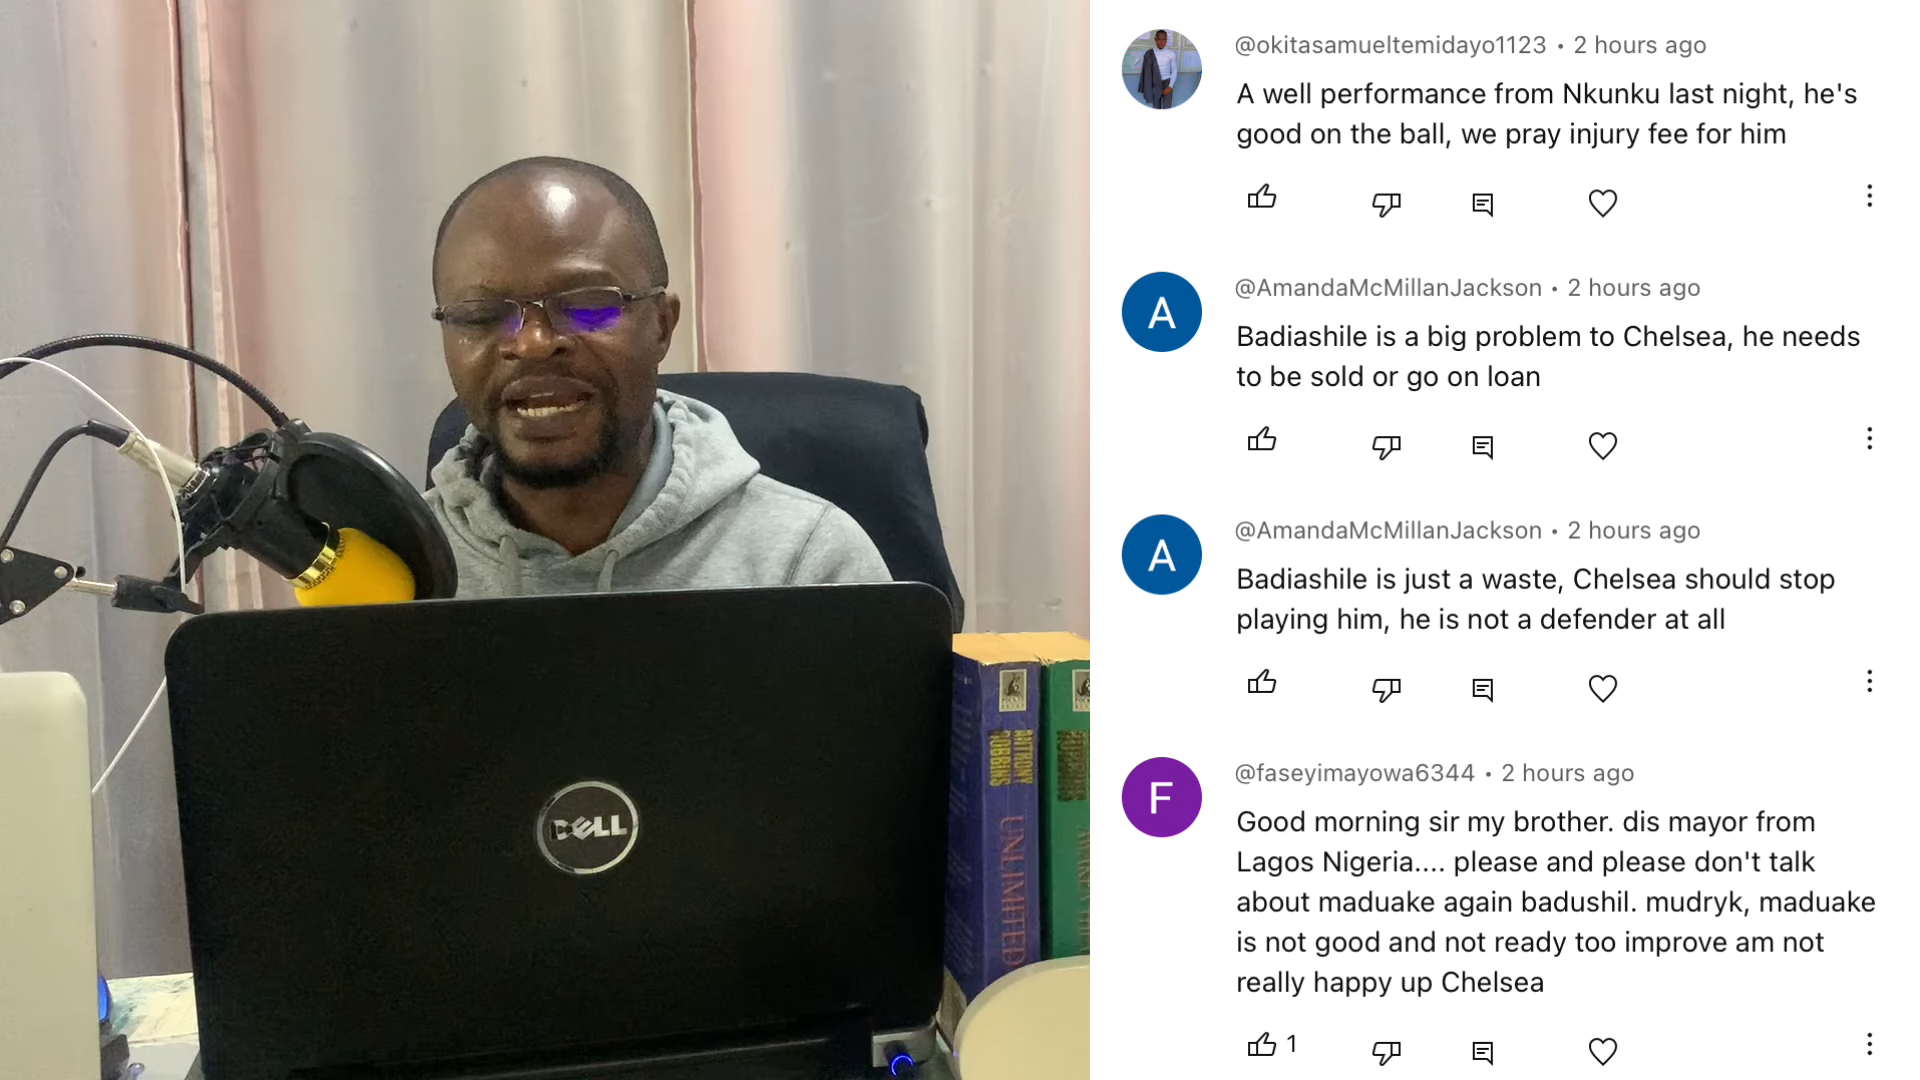 @okitasamueltemidayo1123 • 2 hours ago
A well performance from Nkunku last night, he's
good on the ball, we pray injury fee for him
A
@AmandaMcMillanJackson • 2 hours ago
Badiashile is a big problem to Chelsea, he needs
to be sold or go on loan
A
@AmandaMcMillanJackson • 2 hours ago
Badiashile is just a waste, Chelsea should stop
playing him, he is not a defender at all
F
@faseyimayowa6344 • 2 hours ago
Good morning sir my brother. dis mayor from
Lagos Nigeria.... please and please don't talk
about maduake again badushil. mudryk, maduake
is not good and not ready too improve am not
really happy up Chelsea
1
DELL
ANTHONY
ROBBINS
UNLIMITED